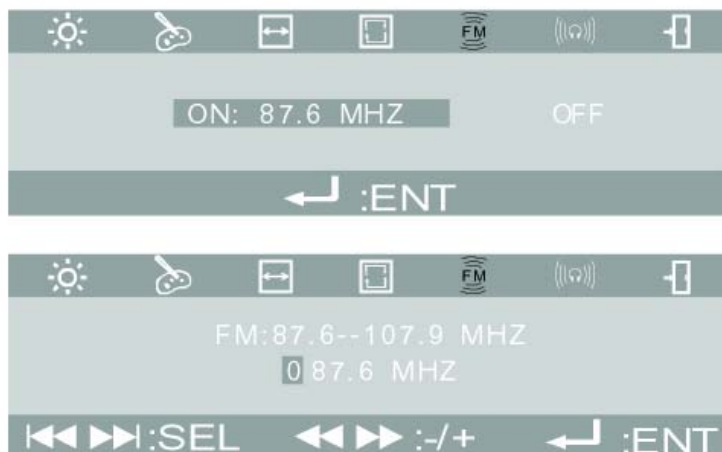 FM
ON: 87.6 MHZ OFF
:ENT
FM
FM:87.6--107.9 MHZ
087.6 MHZ
:SEL :-/+ :ENT